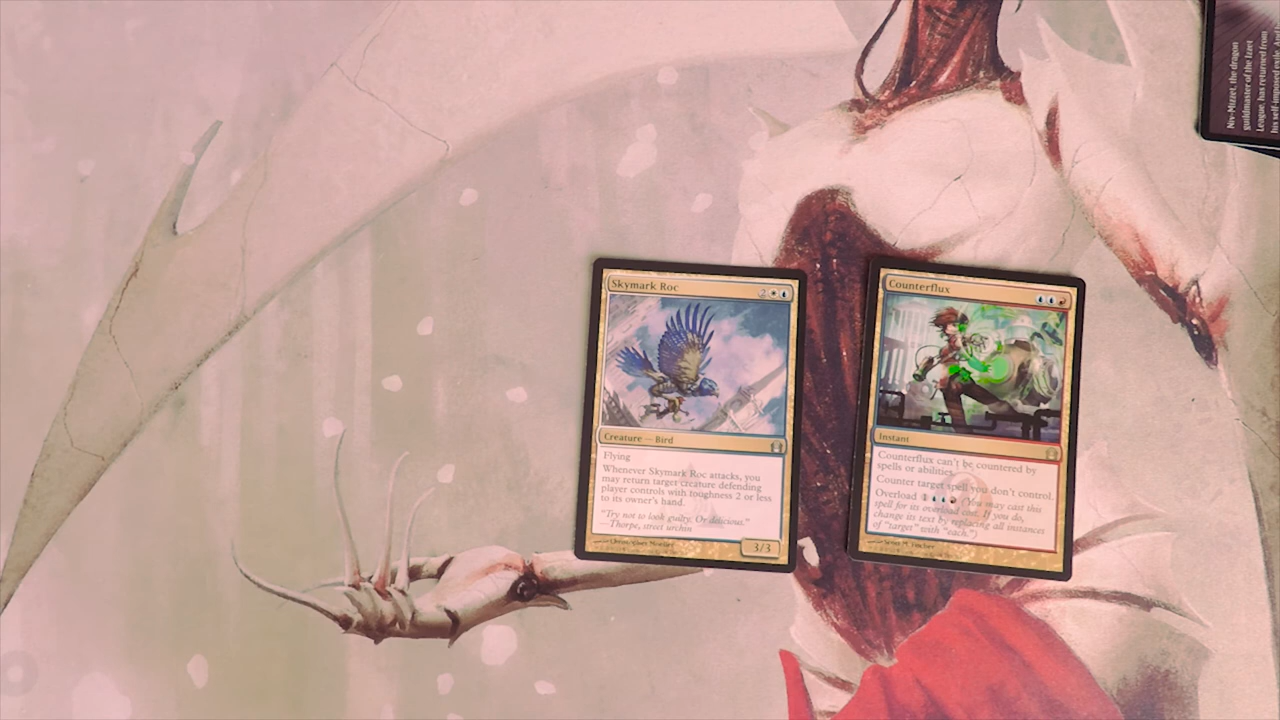 Skymark Roc
2
Creature — Bird
Flying
Whenever Skymark Roc attacks, you
may return target creature defending
player controls with toughness 2 or less
to its owner's hand.
"Try not to look guilty. Or delicious."
—Thorpe, street urchin
3/3
Counterflux
Instant
Counterflux can't be countered by
spells or abilities.
Counter target spell you don't control.
Overload 1 (You may cast this
spell for its overload cost. If you do,
change its text by replacing all instances
of "target" with "each.")
Niv-Mizzet, the dragon
guildmaster of the Izzet
League, has returned from
his self-imposed exile.